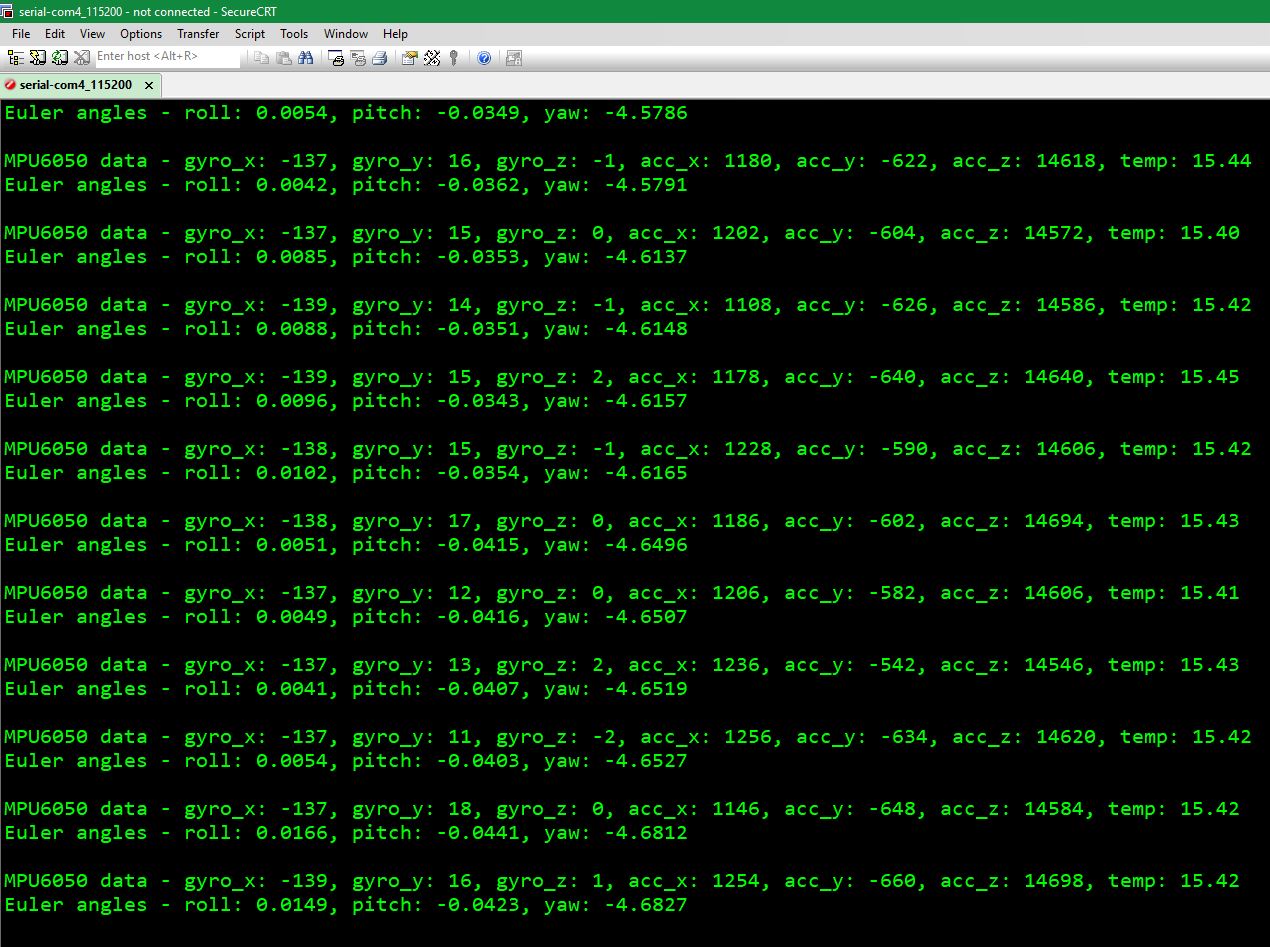 serial-com4_115200 - not connected - SecureCRT
File Edit View Options Transfer Script Tools Window Help
Enter host <Alt+R>
serial-com4_115200
Euler angles - roll: 0.0054, pitch: -0.0349, yaw: -4.5786
MPU6050 data - gyro_x: -137, gyro_y: 16, gyro_z: -1, acc_x: 1180, acc_y: -622, acc_z: 14618, temp: 15.44
Euler angles - roll: 0.0042, pitch: -0.0362, yaw: -4.5791
MPU6050 data - gyro_x: -137, gyro_y: 15, gyro_z: 0, acc_x: 1202, acc_y: -604, acc_z: 14572, temp: 15.40
Euler angles - roll: 0.0085, pitch: -0.0353, yaw: -4.6137
MPU6050 data - gyro_x: -139, gyro_y: 14, gyro_z: -1, acc_x: 1108, acc_y: -626, acc_z: 14586, temp: 15.42
Euler angles - roll: 0.0088, pitch: -0.0351, yaw: -4.6148
MPU6050 data - gyro_x: -139, gyro_y: 15, gyro_z: 2, acc_x: 1178, acc_y: -640, acc_z: 14640, temp: 15.45
Euler angles - roll: 0.0096, pitch: -0.0343, yaw: -4.6157
MPU6050 data - gyro_x: -138, gyro_y: 15, gyro_z: -1, acc_x: 1228, acc_y: -590, acc_z: 14606, temp: 15.42
Euler angles - roll: 0.0102, pitch: -0.0354, yaw: -4.6165
MPU6050 data - gyro_x: -138, gyro_y: 17, gyro_z: 0, acc_x: 1186, acc_y: -602, acc_z: 14694, temp: 15.43
Euler angles - roll: 0.0051, pitch: -0.0415, yaw: -4.6496
MPU6050 data - gyro_x: -137, gyro_y: 12, gyro_z: 0, acc_x: 1206, acc_y: -582, acc_z: 14606, temp: 15.41
Euler angles - roll: 0.0049, pitch: -0.0416, yaw: -4.6507
MPU6050 data - gyro_x: -137, gyro_y: 13, gyro_z: 2, acc_x: 1236, acc_y: -542, acc_z: 14546, temp: 15.43
Euler angles - roll: 0.0041, pitch: -0.0407, yaw: -4.6519
MPU6050 data - gyro_x: -137, gyro_y: 11, gyro_z: -2, acc_x: 1256, acc_y: -634, acc_z: 14620, temp: 15.42
Euler angles - roll: 0.0054, pitch: -0.0403, yaw: -4.6527
MPU6050 data - gyro_x: -137, gyro_y: 18, gyro_z: 0, acc_x: 1146, acc_y: -648, acc_z: 14584, temp: 15.42
Euler angles - roll: 0.0166, pitch: -0.0441, yaw: -4.6812
MPU6050 data - gyro_x: -139, gyro_y: 16, gyro_z: 1, acc_x: 1254, acc_y: -660, acc_z: 14698, temp: 15.42
Euler angles - roll: 0.0149, pitch: -0.0423, yaw: -4.6827